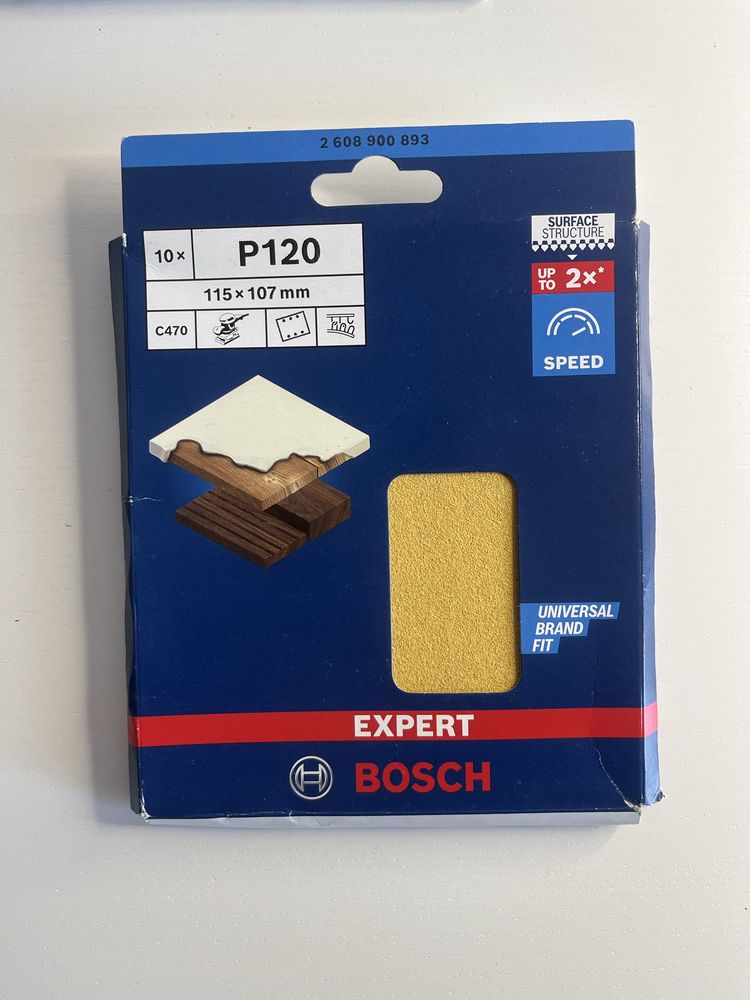 2 608 900 893
10×
P120
115×107 mm
C470
SURFACE
STRUCTURE
UP TO 2×*
SPEED
UNIVERSAL
BRAND
FIT
EXPERT
BOSCH